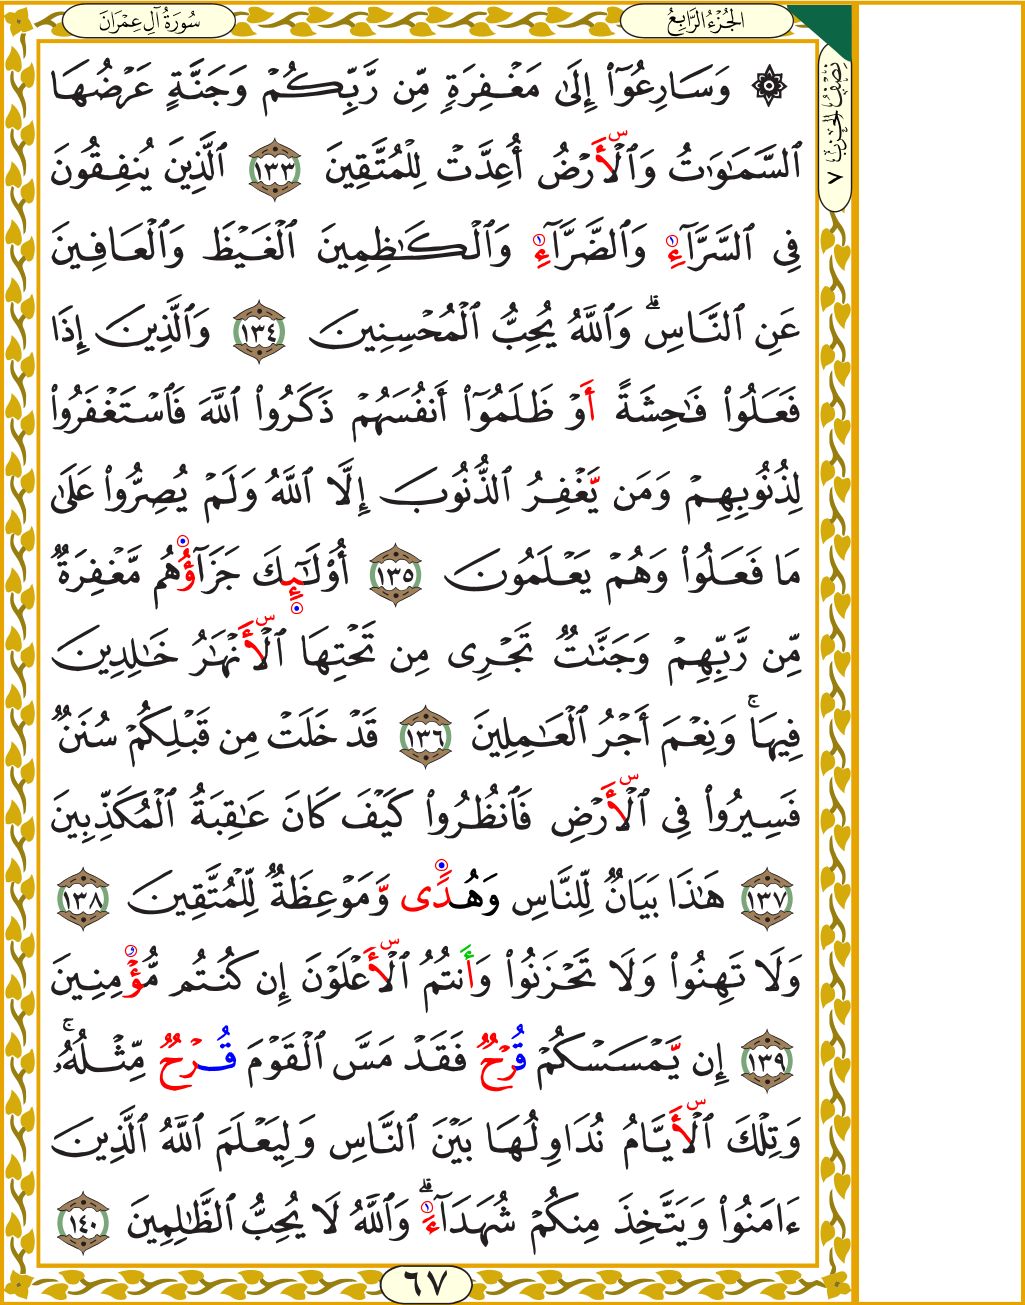 سُورَةُ آلِ عِمْرَانَ
الجُزْءُ الرَّابِعُ
نِصْفُ الحِزْبِ ٧
۞ وَسَارِعُوٓا۟ إِلَىٰ مَغْفِرَةٍ مِّن رَّبِّكُمْ وَجَنَّةٍ عَرْضُهَا
ٱلسَّمَـٰوَٰتُ وَٱلْأَرْضُ أُعِدَّتْ لِلْمُتَّقِينَ ١٣٣ ٱلَّذِينَ يُنفِقُونَ
فِى ٱلسَّرَّآءِ وَٱلضَّرَّآءِ وَٱلْكَـٰظِمِينَ ٱلْغَيْظَ وَٱلْعَافِينَ
عَنِ ٱلنَّاسِ ۗ وَٱللَّهُ يُحِبُّ ٱلْمُحْسِنِينَ ١٣٤ وَٱلَّذِينَ إِذَا
فَعَلُوا۟ فَـٰحِشَةً أَوْ ظَلَمُوٓا۟ أَنفُسَهُمْ ذَكَرُوا۟ ٱللَّهَ فَٱسْتَغْفَرُوا۟
لِذُنُوبِهِمْ وَمَن يَّغْفِرُ ٱلذُّنُوبَ إِلَّا ٱللَّهُ وَلَمْ يُصِرُّوا۟ عَلَىٰ
مَا فَعَلُوا۟ وَهُمْ يَعْلَمُونَ ١٣٥ أُو۟لَـٰٓئِكَ جَزَآؤُهُم مَّغْفِرَةٌ
مِّن رَّبِّهِمْ وَجَنَّـٰتٌ تَجْرِى مِن تَحْتِهَا ٱلْأَنْهَـٰرُ خَـٰلِدِينَ
فِيهَا ۚ وَنِعْمَ أَجْرُ ٱلْعَـٰمِلِينَ ١٣٦ قَدْ خَلَتْ مِن قَبْلِكُمْ سُنَنٌ
فَسِيرُوا۟ فِى ٱلْأَرْضِ فَٱنظُرُوا۟ كَيْفَ كَانَ عَـٰقِبَةُ ٱلْمُكَذِّبِينَ
١٣٧ هَـٰذَا بَيَانٌ لِّلنَّاسِ وَهُدًى وَّمَوْعِظَةٌ لِّلْمُتَّقِينَ ١٣٨
وَلَا تَهِنُوا۟ وَلَا تَحْزَنُوا۟ وَأَنتُمُ ٱلْأَعْلَوْنَ إِن كُنتُم مُّؤْمِنِينَ
١٣٩ إِن يَّمْسَسْكُمْ قُرْحٌ فَقَدْ مَسَّ ٱلْقَوْمَ قُرْحٌ مِّثْلُهُۥ ۚ
وَتِلْكَ ٱلْأَيَّامُ نُدَاوِلُهَا بَيْنَ ٱلنَّاسِ وَلِيَعْلَمَ ٱللَّهُ ٱلَّذِينَ
ءَامَنُوا۟ وَيَتَّخِذَ مِنكُمْ شُهَدَآءَ ۗ وَٱللَّهُ لَا يُحِبُّ ٱلظَّـٰلِمِينَ ١٤٠
٦٧